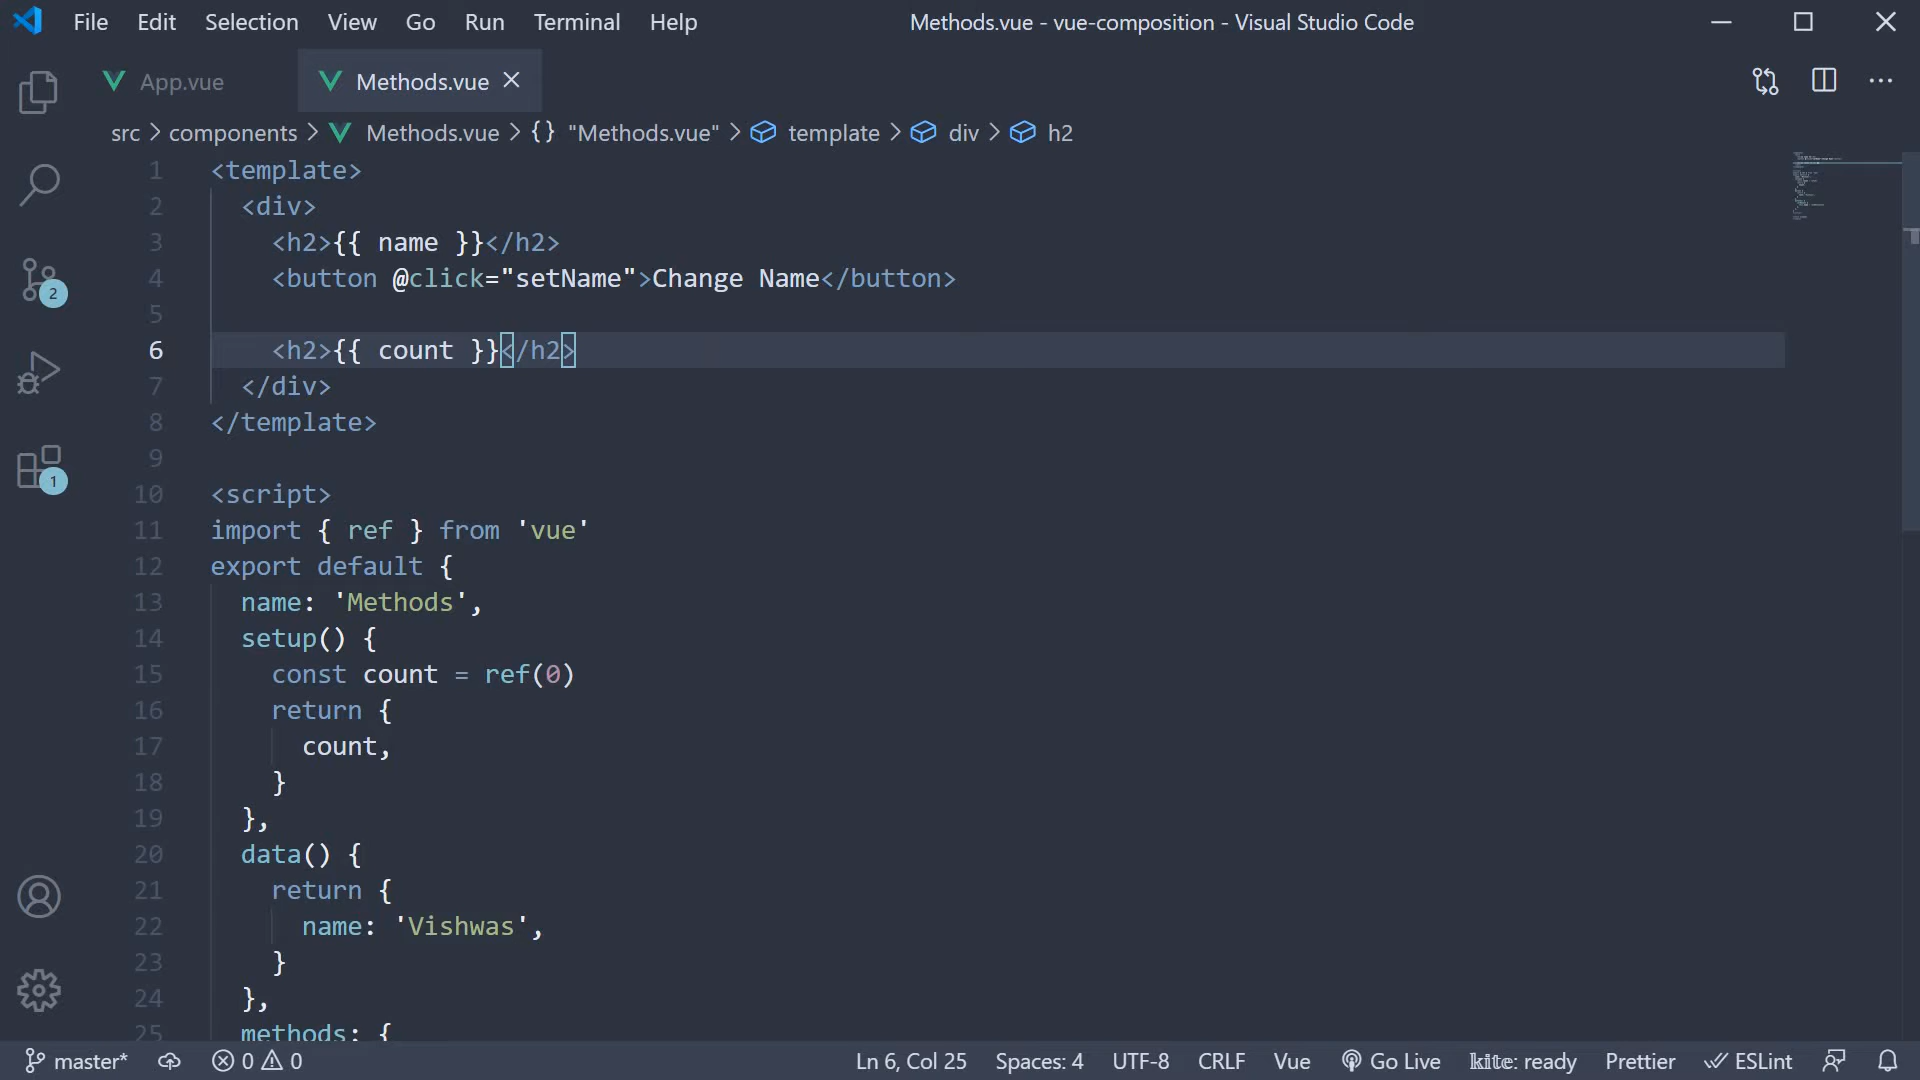 File Edit Selection View Go Run Terminal Help Methods.vue - vue-composition - Visual Studio Code
App.vue Methods.vue
src > components > Methods.vue > {} "Methods.vue" > template > div > h2
1 <template>
2 <div>
3 <h2>{{ name }}</h2>
4 <button @click="setName">Change Name</button>
5
6 <h2>{{ count }}</h2>
7 </div>
8 </template>
9
10 <script>
11 import { ref } from 'vue'
12 export default {
13 name: 'Methods',
14 setup() {
15 const count = ref(0)
16 return {
17 count,
18 }
19 },
20 data() {
21 return {
22 name: 'Vishwas',
23 }
24 },
25 methods: {
2
1
master* 0 0 Ln 6, Col 25 Spaces: 4 UTF-8 CRLF Vue Go Live kite: ready Prettier ESLint